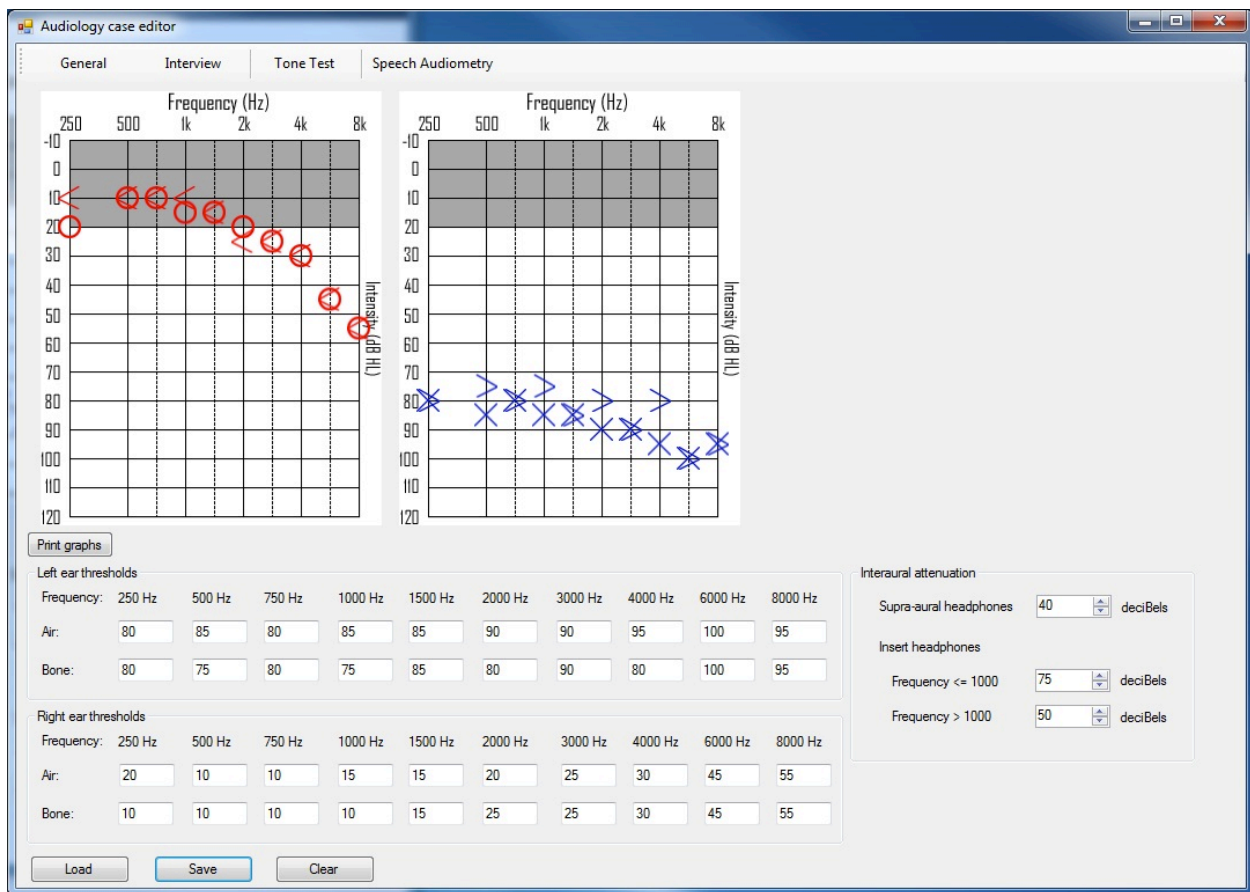 Audiology case editor
General Interview Tone Test Speech Audiometry
Frequency (Hz)
250 500 1k 2k 4k 8k
-10
0
10
20
30
40
50
60
70
80
90
100
110
120
Intensity (dB HL)
Frequency (Hz)
250 500 1k 2k 4k 8k
-10
0
10
20
30
40
50
60
70
80
90
100
110
120
Intensity (dB HL)
Print graphs
Left ear thresholds
Frequency: 250 Hz 500 Hz 750 Hz 1000 Hz 1500 Hz 2000 Hz 3000 Hz 4000 Hz 6000 Hz 8000 Hz
Air: 80 85 80 85 85 90 90 95 100 95
Bone: 80 75 80 75 85 80 90 80 100 95
Right ear thresholds
Frequency: 250 Hz 500 Hz 750 Hz 1000 Hz 1500 Hz 2000 Hz 3000 Hz 4000 Hz 6000 Hz 8000 Hz
Air: 20 10 10 15 15 20 25 30 45 55
Bone: 10 10 10 10 15 25 25 30 45 55
Interaural attenuation
Supra-aural headphones 40 deciBels
Insert headphones
Frequency <= 1000 75 deciBels
Frequency > 1000 50 deciBels
Load Save Clear